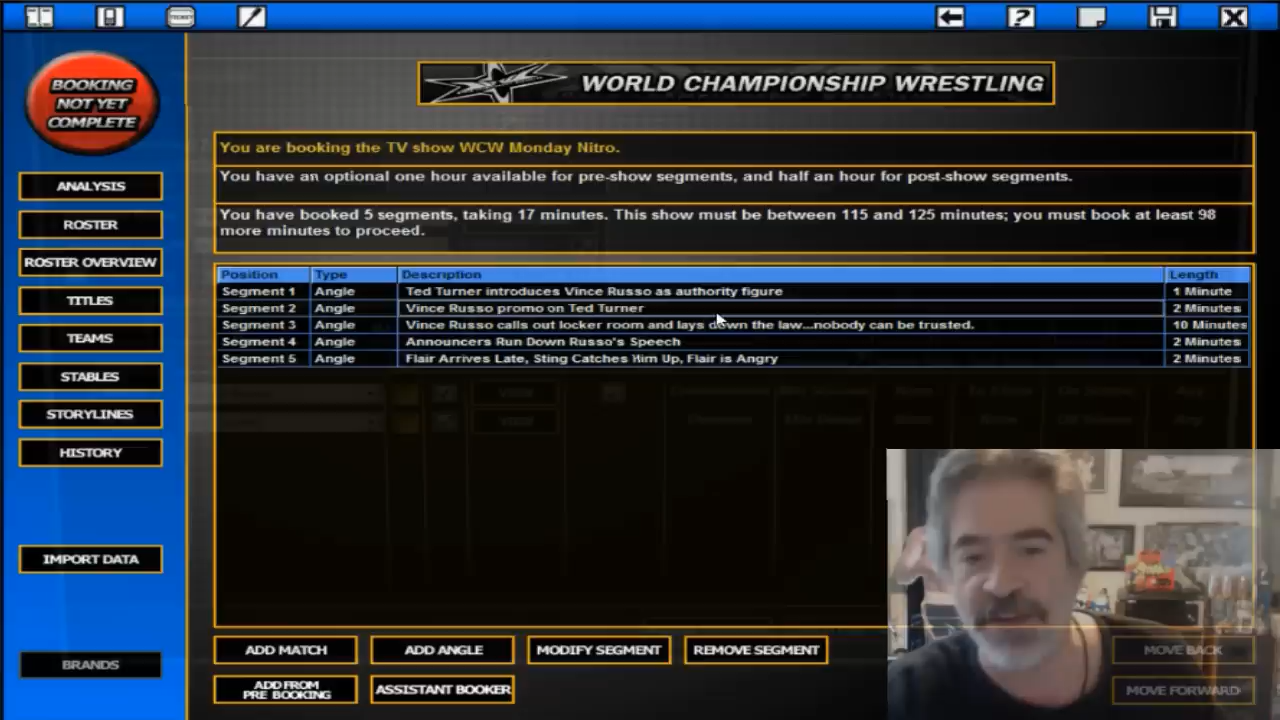 TICKET
BOOKING
NOT YET
COMPLETE
WORLD CHAMPIONSHIP WRESTLING
You are booking the TV show WCW Monday Nitro.
You have an optional one hour available for pre-show segments, and half an hour for post-show segments.
You have booked 5 segments, taking 17 minutes. This show must be between 115 and 125 minutes; you must book at least 98
more minutes to proceed.
ANALYSIS
ROSTER
ROSTER OVERVIEW
TITLES
TEAMS
STABLES
STORYLINES
HISTORY
IMPORT DATA
BRANDS
Position Type Description Length
Segment 1 Angle Ted Turner introduces Vince Russo as authority figure 1 Minute
Segment 2 Angle Vince Russo promo on Ted Turner 2 Minutes
Segment 3 Angle Vince Russo calls out locker room and lays down the law...nobody can be trusted. 10 Minutes
Segment 4 Angle Announcers Run Down Russo's Speech 2 Minutes
Segment 5 Angle Flair Arrives Late, Sting Catches Him Up, Flair is Angry 2 Minutes
ADD MATCH ADD ANGLE MODIFY SEGMENT REMOVE SEGMENT MOVE BACK
ADD FROM
PRE BOOKING
ASSISTANT BOOKER MOVE FORWARD